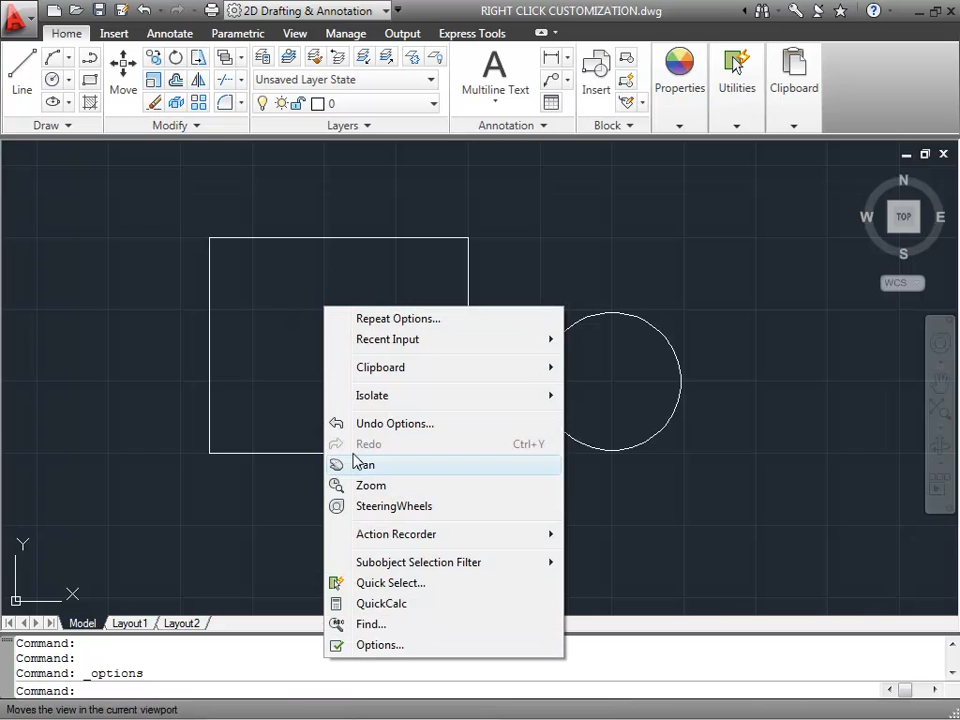 2D Drafting & Annotation
RIGHT CLICK CUSTOMIZATION.dwg
Home
Insert
Annotate
Parametric
View
Manage
Output
Express Tools
Line
Move
Unsaved Layer State
0
Multiline Text
Insert
Properties
Utilities
Clipboard
Draw
Modify
Layers
Annotation
Block
N
W
TOP
E
S
WCS
Repeat Options...
Recent Input
Clipboard
Isolate
Undo Options...
Redo Ctrl+Y
Pan
Zoom
SteeringWheels
Action Recorder
Subobject Selection Filter
Quick Select...
QuickCalc
Find...
Options...
Y
X
Model
Layout1
Layout2
Command:
Command:
Command: _options
Command:
Moves the view in the current viewport